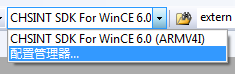 CHSINT SDK For WinCE 6.0 extern
CHSINT SDK For WinCE 6.0 (ARMV4I)
配置管理器...